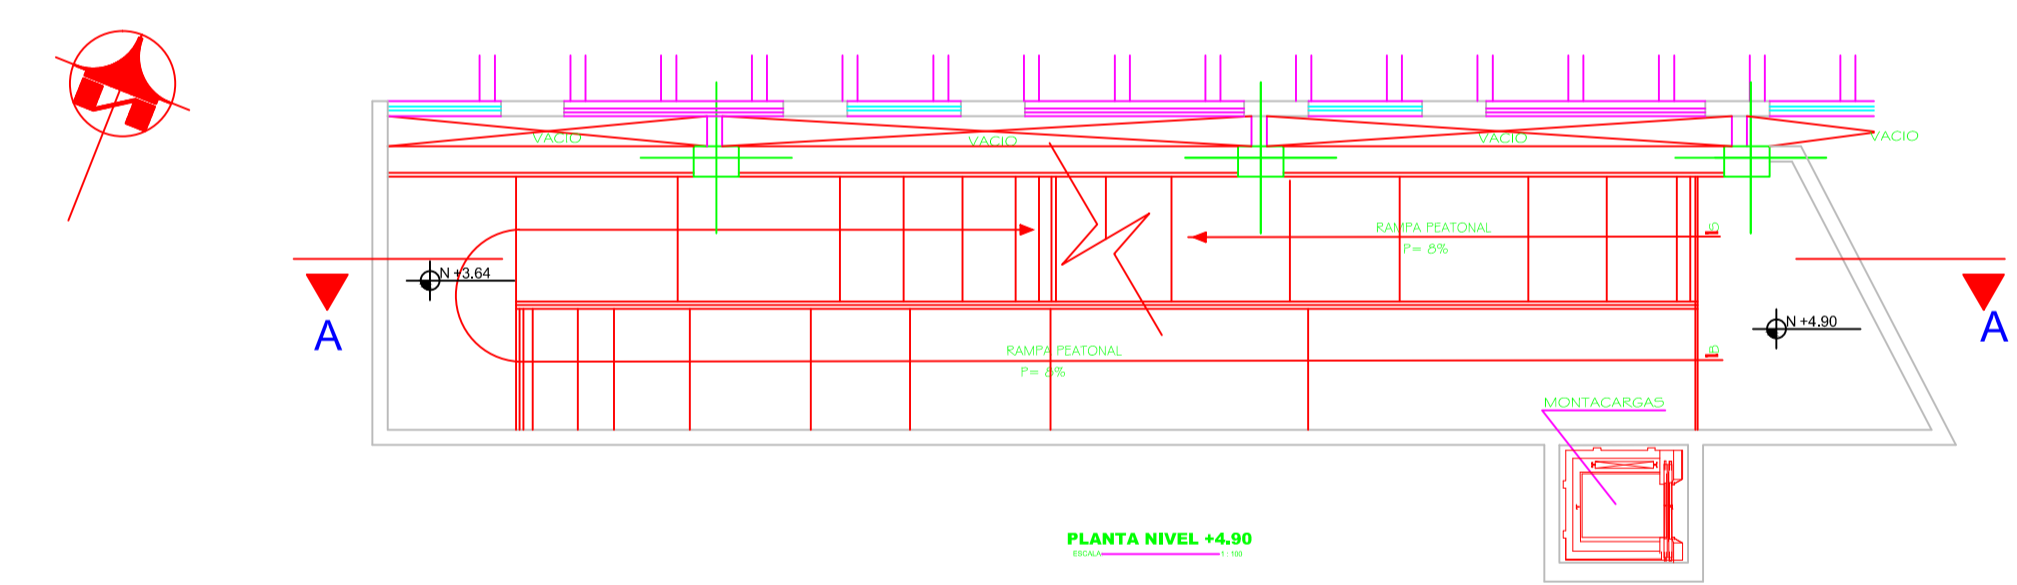 VACIO
VACIO
VACIO
VACIO
RAMPA PEATONAL
P= 8%
S
N +3.64
A
N +4.90
A
RAMPA PEATONAL
P= 8%
B
MONTACARGAS
PLANTA NIVEL +4.90
ESCALA 1 : 100